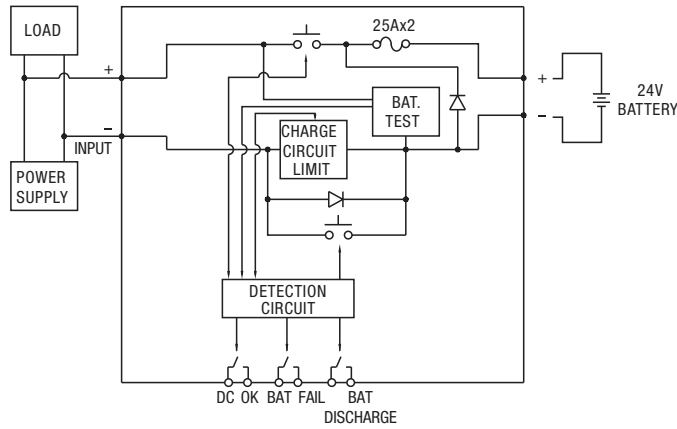 LOAD
25Ax2
+
+
24V
BATTERY
BAT.
TEST
−
−
INPUT
CHARGE
CIRCUIT
LIMIT
POWER
SUPPLY
DETECTION
CIRCUIT
DC OK BAT FAIL BAT
DISCHARGE